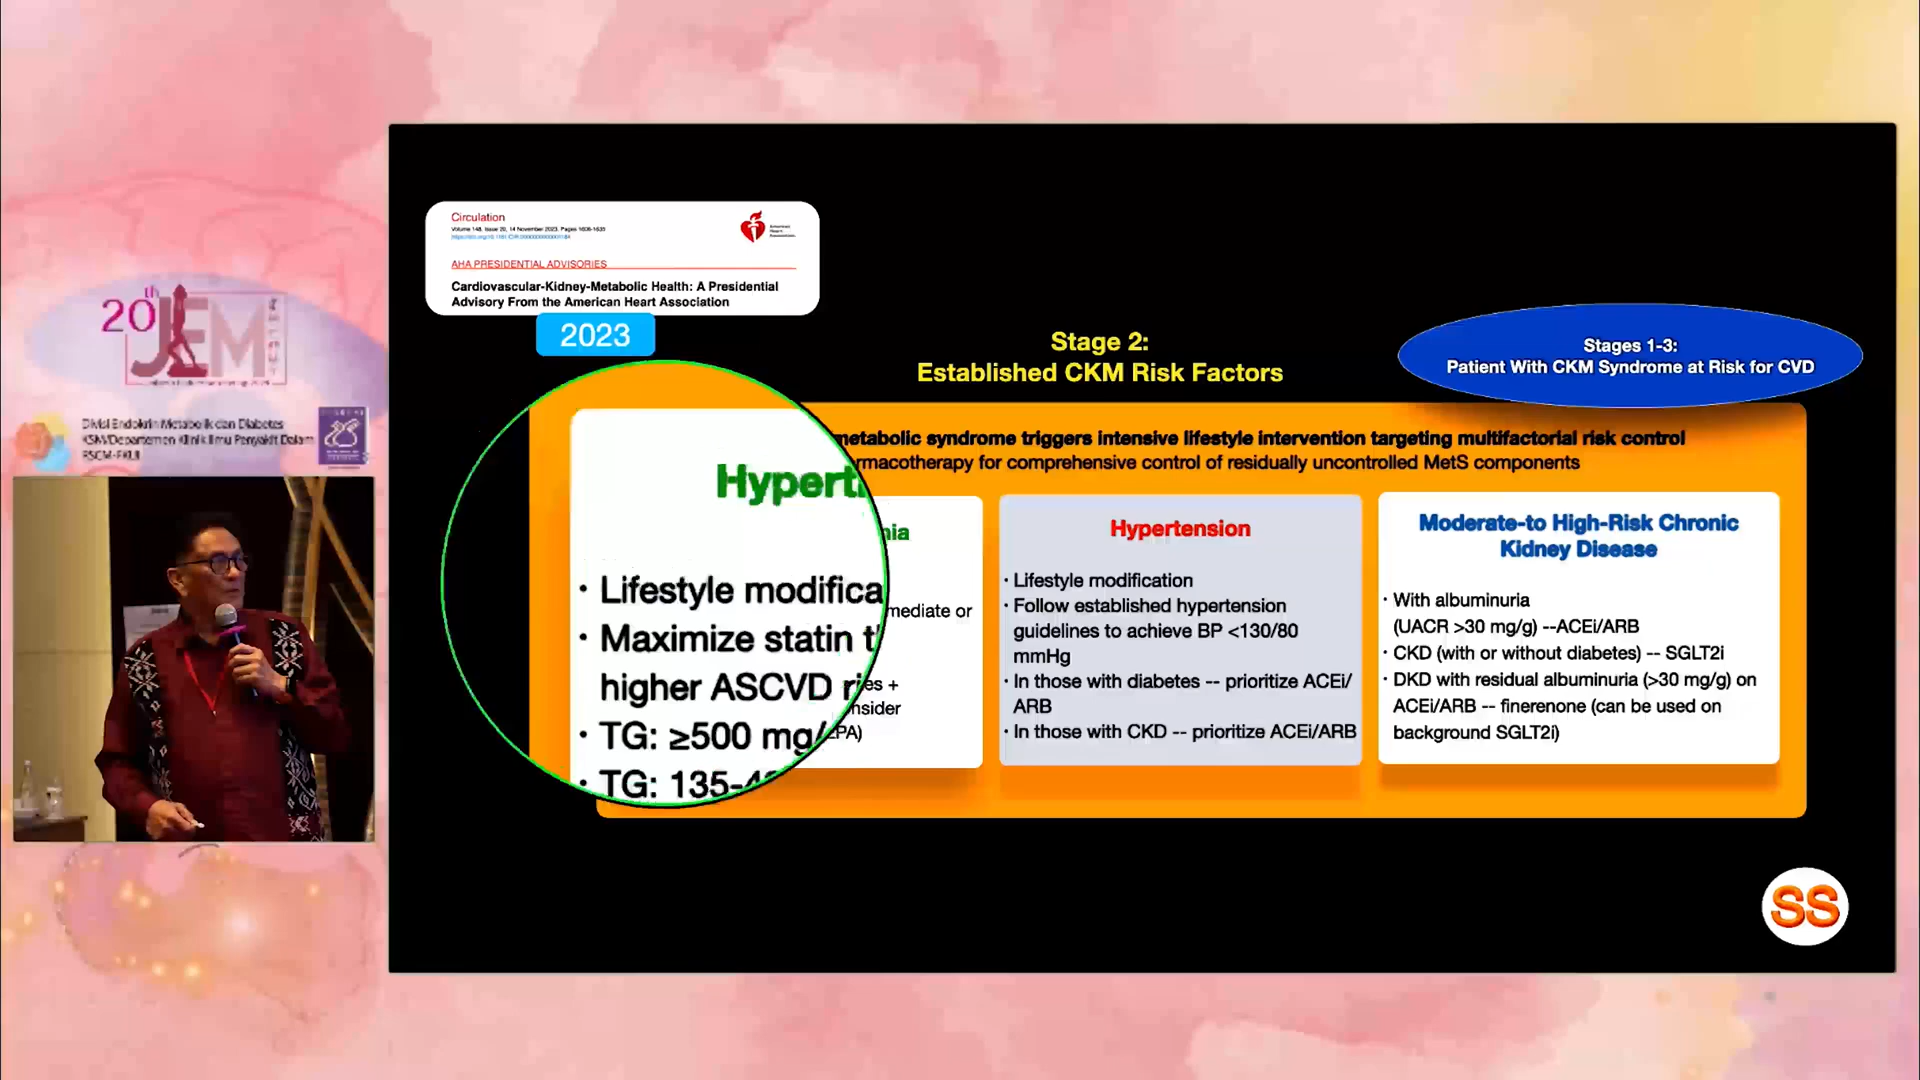 Circulation
Volume 148, Issue 20, 14 November 2023, Pages 1606-1635
American
Heart
Association
AHA PRESIDENTIAL ADVISORIES
Cardiovascular-Kidney-Metabolic Health: A Presidential
Advisory From the American Heart Association
2023
Stage 2:
Established CKM Risk Factors
Stages 1-3:
Patient With CKM Syndrome at Risk for CVD
metabolic syndrome triggers intensive lifestyle intervention targeting multifactorial risk control
rmacotherapy for comprehensive control of residually uncontrolled MetS components
Hypert
• Lifestyle modifica
• Maximize statin t
higher ASCVD ri
• TG: ≥500 mg/
• TG: 135-4
nia
mediate or
es +
nsider
EPA)
Hypertension
• Lifestyle modification
• Follow established hypertension
guidelines to achieve BP <130/80
mmHg
• In those with diabetes -- prioritize ACEi/
ARB
• In those with CKD -- prioritize ACEi/ARB
Moderate-to High-Risk Chronic
Kidney Disease
• With albuminuria
(UACR >30 mg/g) --ACEi/ARB
• CKD (with or without diabetes) -- SGLT2i
• DKD with residual albuminuria (>30 mg/g) on
ACEi/ARB -- finerenone (can be used on
background SGLT2i)
SS
20th
JEM
Divisi Endokrin Metabolik dan Diabetes
KSM/Departemen Klinik Ilmu Penyakit Dalam
RSCM-FKUI